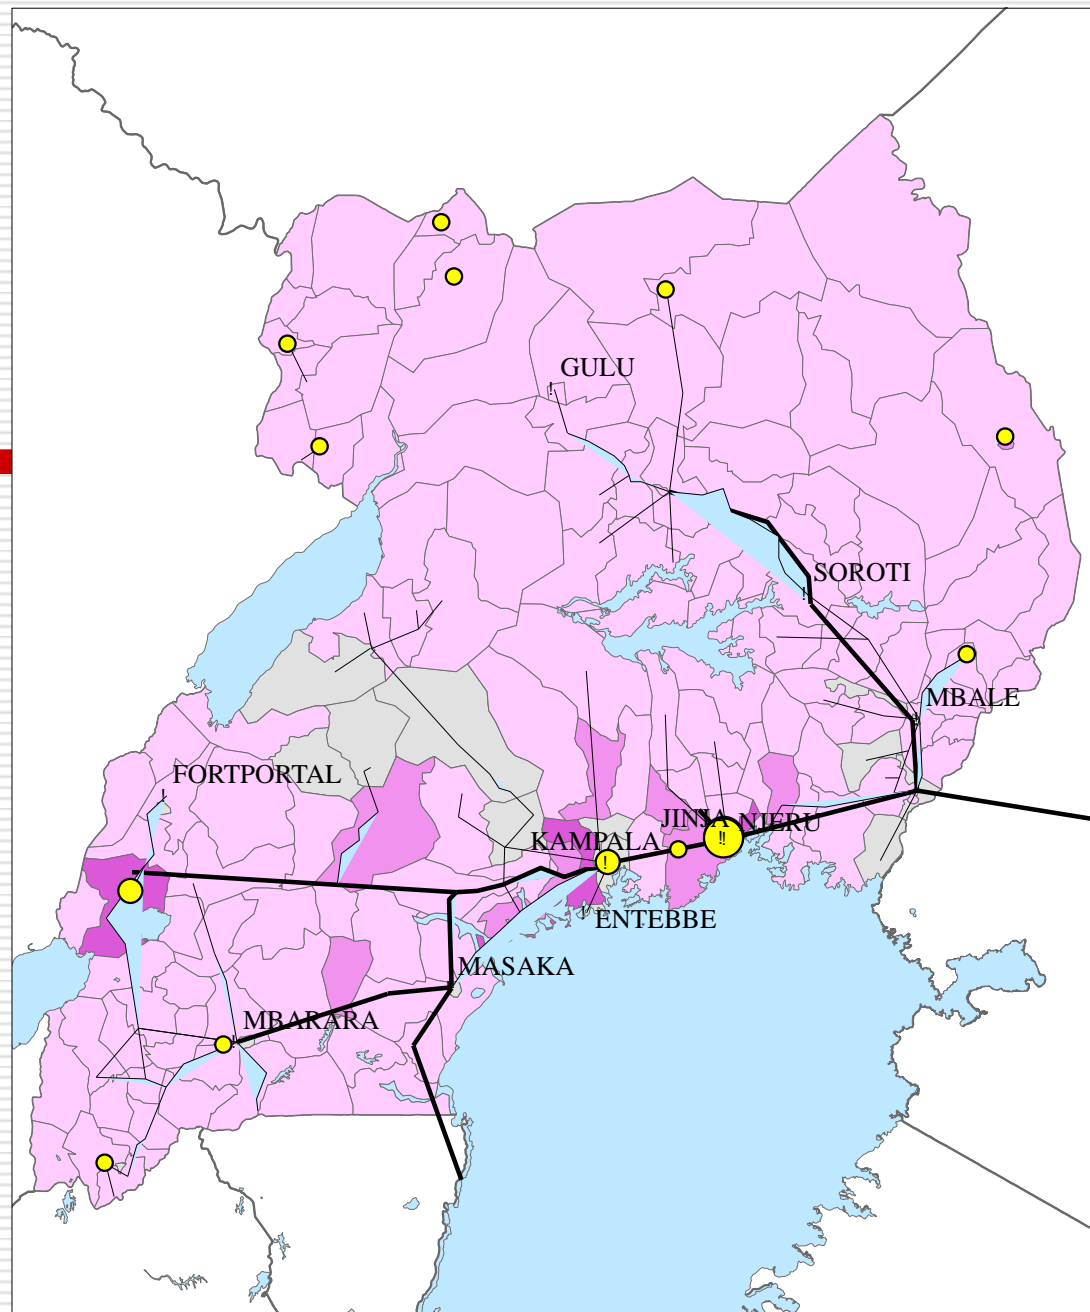 GULU
SOROTI
MBALE
FORTPORTAL
JINJA
NJERU
KAMPALA
ENTEBBE
MASAKA
MBARARA